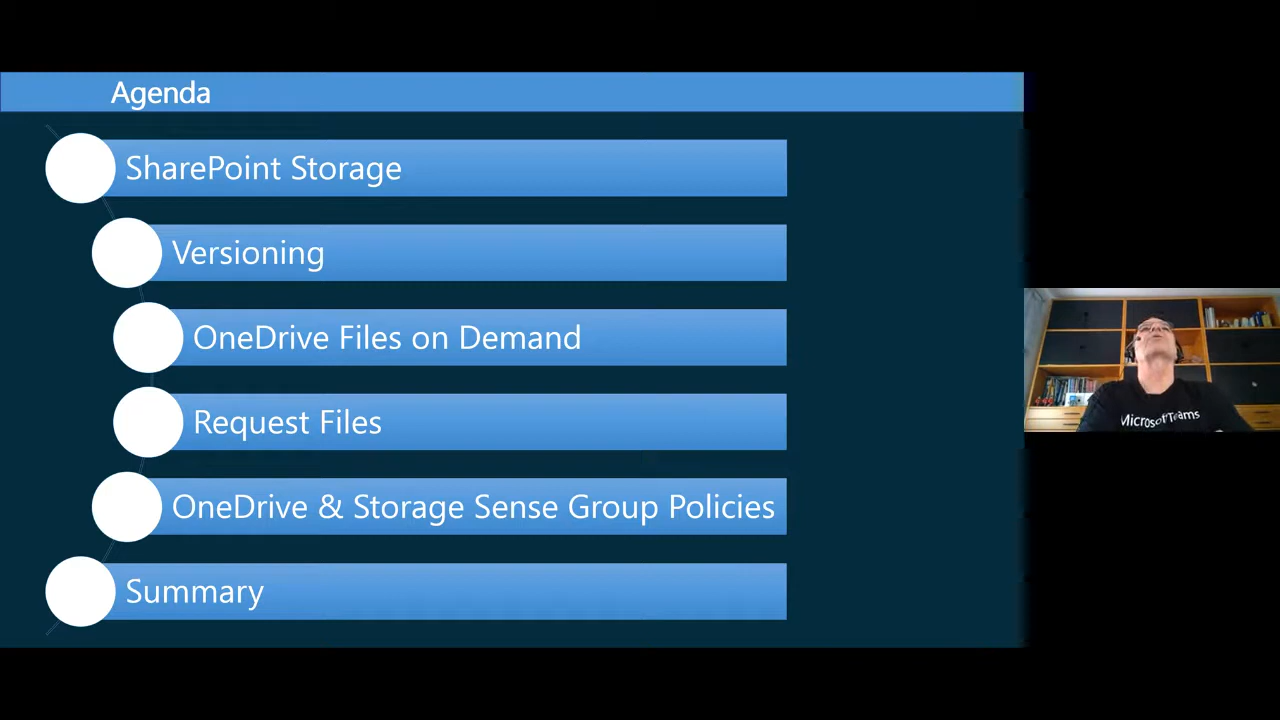 Agenda
SharePoint Storage
Versioning
OneDrive Files on Demand
Request Files
OneDrive & Storage Sense Group Policies
Summary
Microsoft Teams